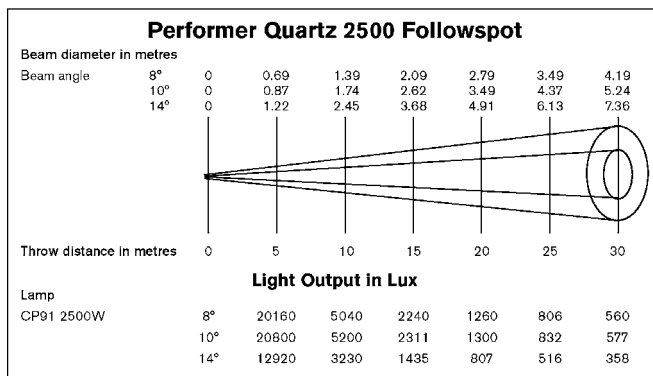 Performer Quartz 2500 Followspot
Beam diameter in metres
Beam angle 8° 0 0.69 1.39 2.09 2.79 3.49 4.19
10° 0 0.87 1.74 2.62 3.49 4.37 5.24
14° 0 1.22 2.45 3.68 4.91 6.13 7.36
Throw distance in metres 0 5 10 15 20 25 30
Light Output in Lux
Lamp
CP91 2500W 8° 20160 5040 2240 1260 806 560
10° 20800 5200 2311 1300 832 577
14° 12920 3230 1435 807 516 358